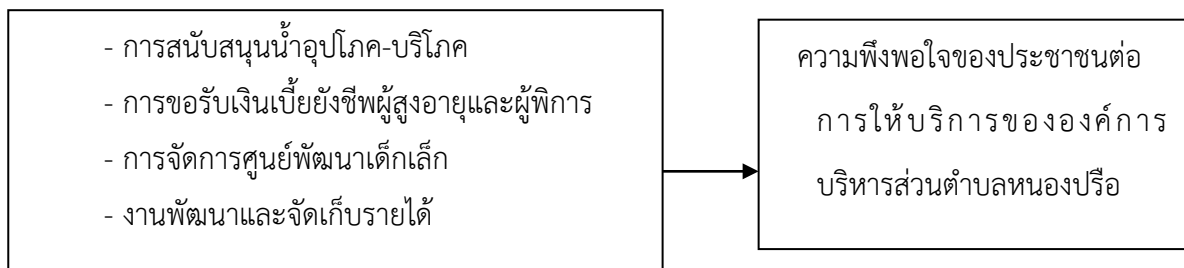 - การสนับสนุนน้ำอุปโภค-บริโภค
- การขอรับเงินเบี้ยยังชีพผู้สูงอายุและผู้พิการ
- การจัดการศูนย์พัฒนาเด็กเล็ก
- งานพัฒนาและจัดเก็บรายได้
ความพึงพอใจของประชาชนต่อ
การให้บริการขององค์การ
บริหารส่วนตำบลหนองปรือ